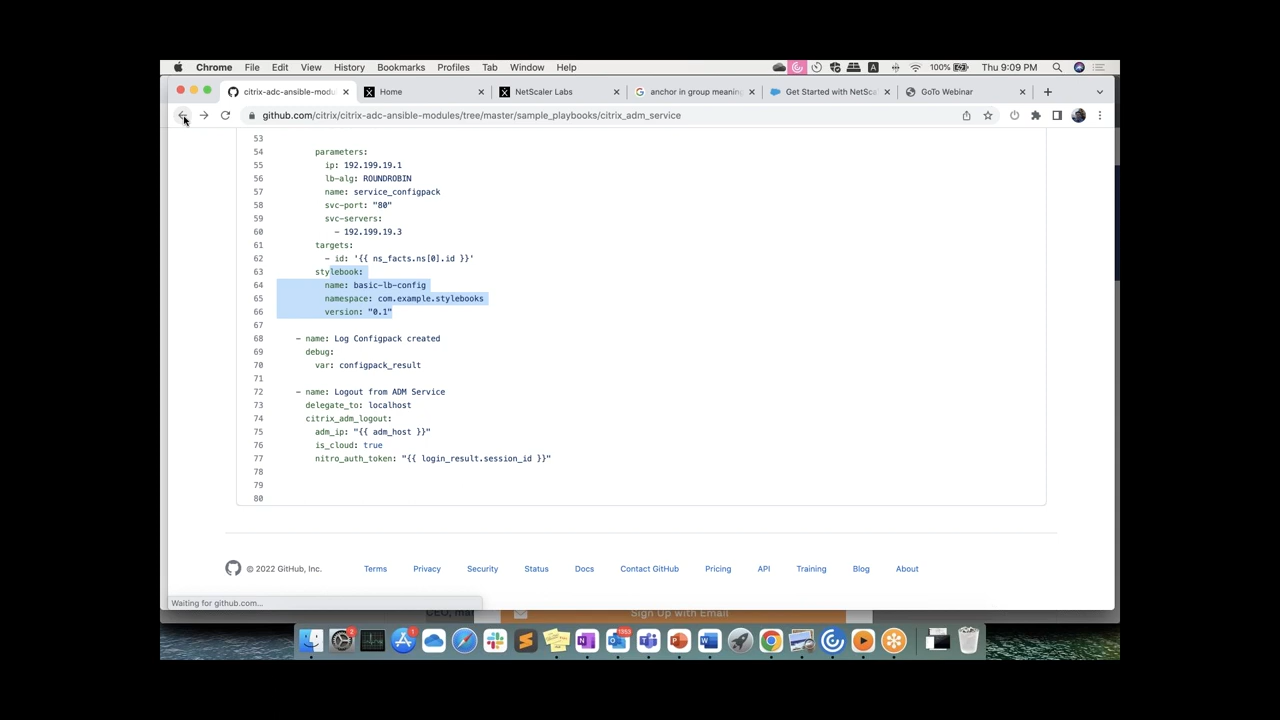 Chrome File Edit View History Bookmarks Profiles Tab Window Help 100% Thu 9:09 PM
citrix-adc-ansible-modu Home NetScaler Labs anchor in group meaning Get Started with NetSca GoTo Webinar
github.com/citrix/citrix-adc-ansible-modules/tree/master/sample_playbooks/citrix_adm_service
53
54 parameters:
55 ip: 192.199.19.1
56 lb-alg: ROUNDROBIN
57 name: service_configpack
58 svc-port: "80"
59 svc-servers:
60 - 192.199.19.3
61 targets:
62 - id: '{{ ns_facts.ns[0].id }}'
63 stylebook:
64 name: basic-lb-config
65 namespace: com.example.stylebooks
66 version: "0.1"
67
68 - name: Log Configpack created
69 debug:
70 var: configpack_result
71
72 - name: Logout from ADM Service
73 delegate_to: localhost
74 citrix_adm_logout:
75 adm_ip: "{{ adm_host }}"
76 is_cloud: true
77 nitro_auth_token: "{{ login_result.session_id }}"
78
79
80
© 2022 GitHub, Inc. Terms Privacy Security Status Docs Contact GitHub Pricing API Training Blog About
Waiting for github.com...
Sign Up with Email